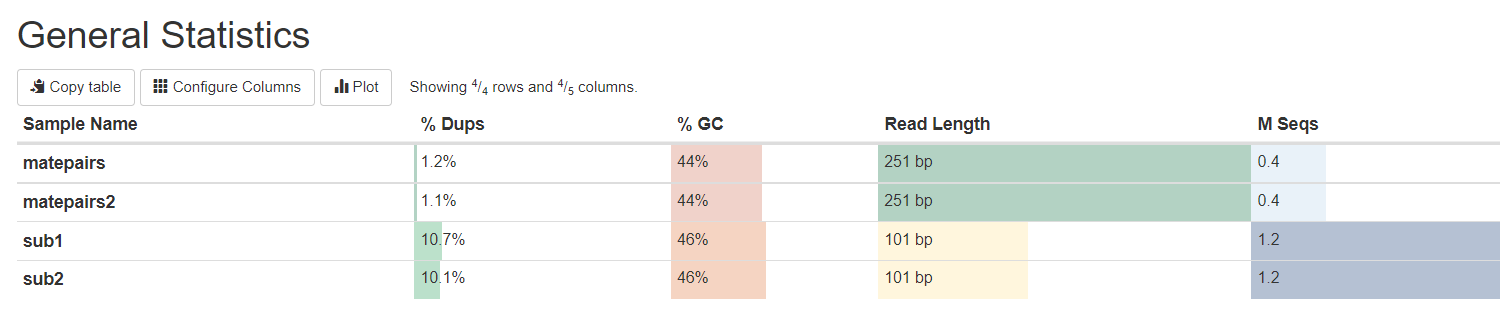 General Statistics
Copy table Configure Columns Plot Showing 4/4 rows and 4/5 columns.
Sample Name % Dups % GC Read Length M Seqs
matepairs 1.2% 44% 251 bp 0.4
matepairs2 1.1% 44% 251 bp 0.4
sub1 10.7% 46% 101 bp 1.2
sub2 10.1% 46% 101 bp 1.2